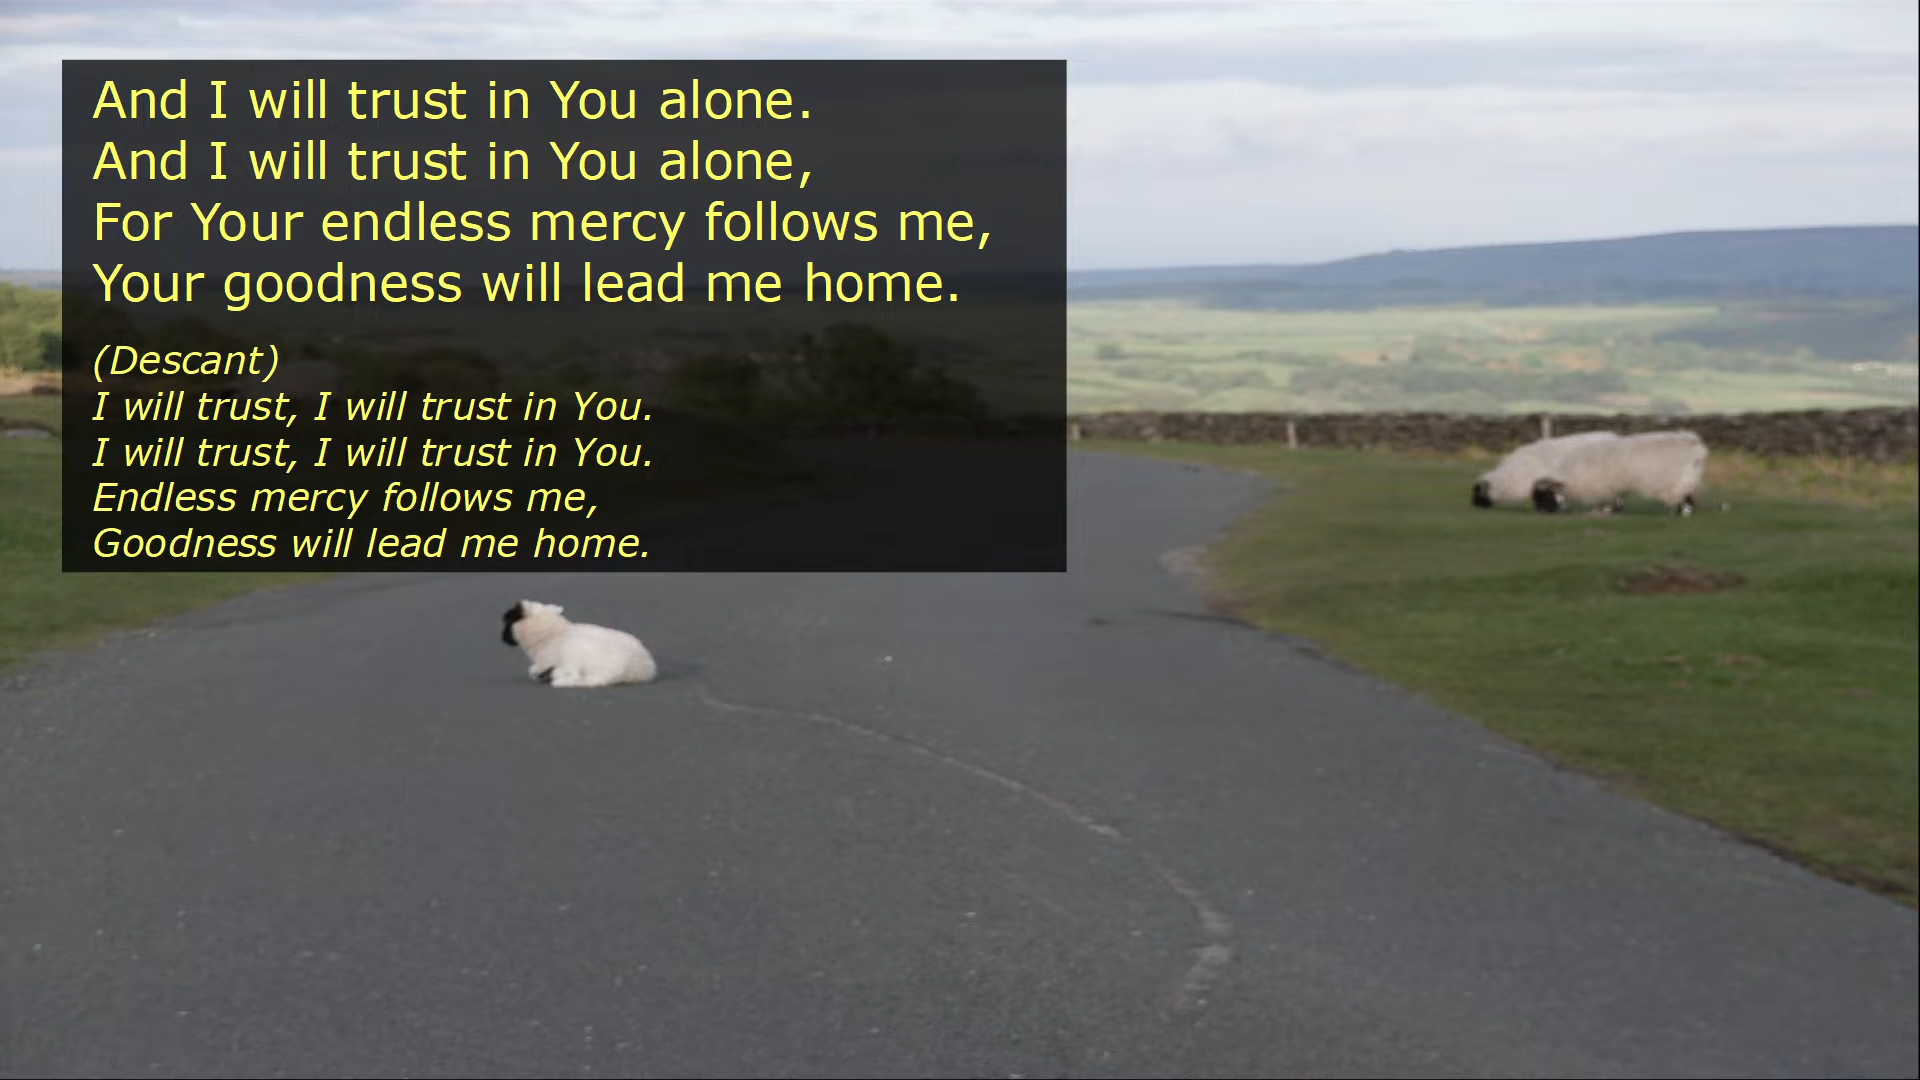 And I will trust in You alone.
And I will trust in You alone,
For Your endless mercy follows me,
Your goodness will lead me home.
(Descant)
I will trust, I will trust in You.
I will trust, I will trust in You.
Endless mercy follows me,
Goodness will lead me home.